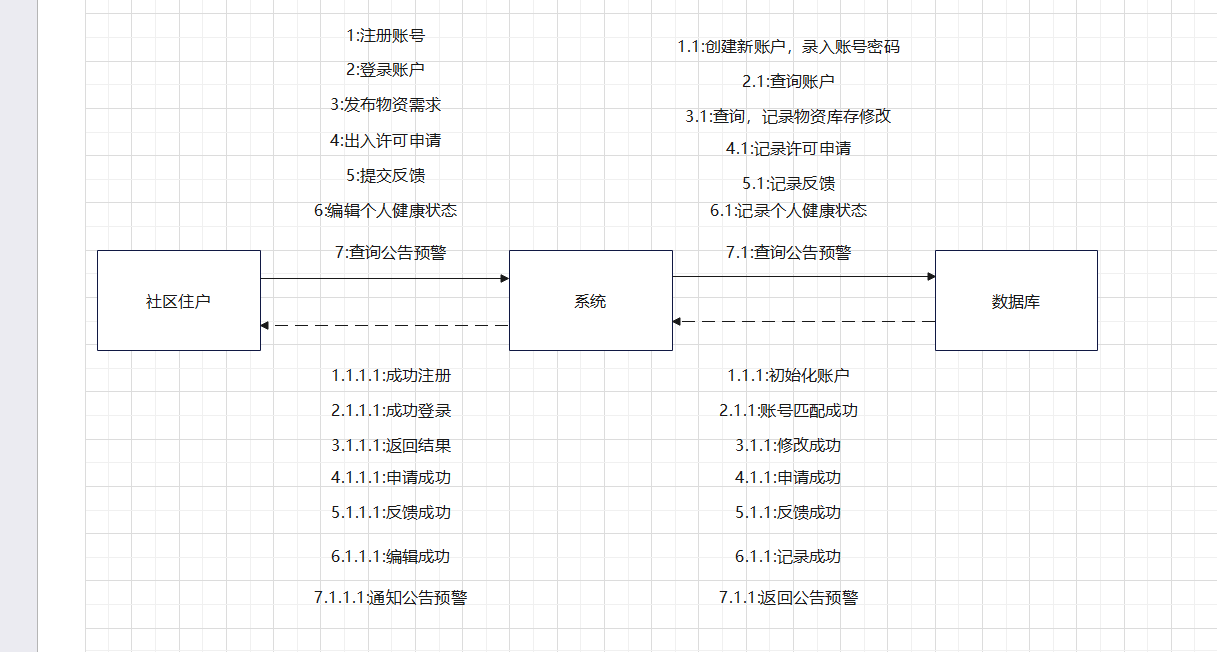 1:注册账号
2:登录账户
3:发布物资需求
4:出入许可申请
5:提交反馈
6:编辑个人健康状态
7:查询公告预警
1.1:创建新账户，录入账号密码
2.1:查询账户
3.1:查询，记录物资库存修改
4.1:记录许可申请
5.1:记录反馈
6.1:记录个人健康状态
7.1:查询公告预警
社区住户
系统
数据库
1.1.1.1:成功注册
2.1.1.1:成功登录
3.1.1.1:返回结果
4.1.1.1:申请成功
5.1.1.1:反馈成功
6.1.1.1:编辑成功
7.1.1.1:通知公告预警
1.1.1:初始化账户
2.1.1:账号匹配成功
3.1.1:修改成功
4.1.1:申请成功
5.1.1:反馈成功
6.1.1:记录成功
7.1.1:返回公告预警